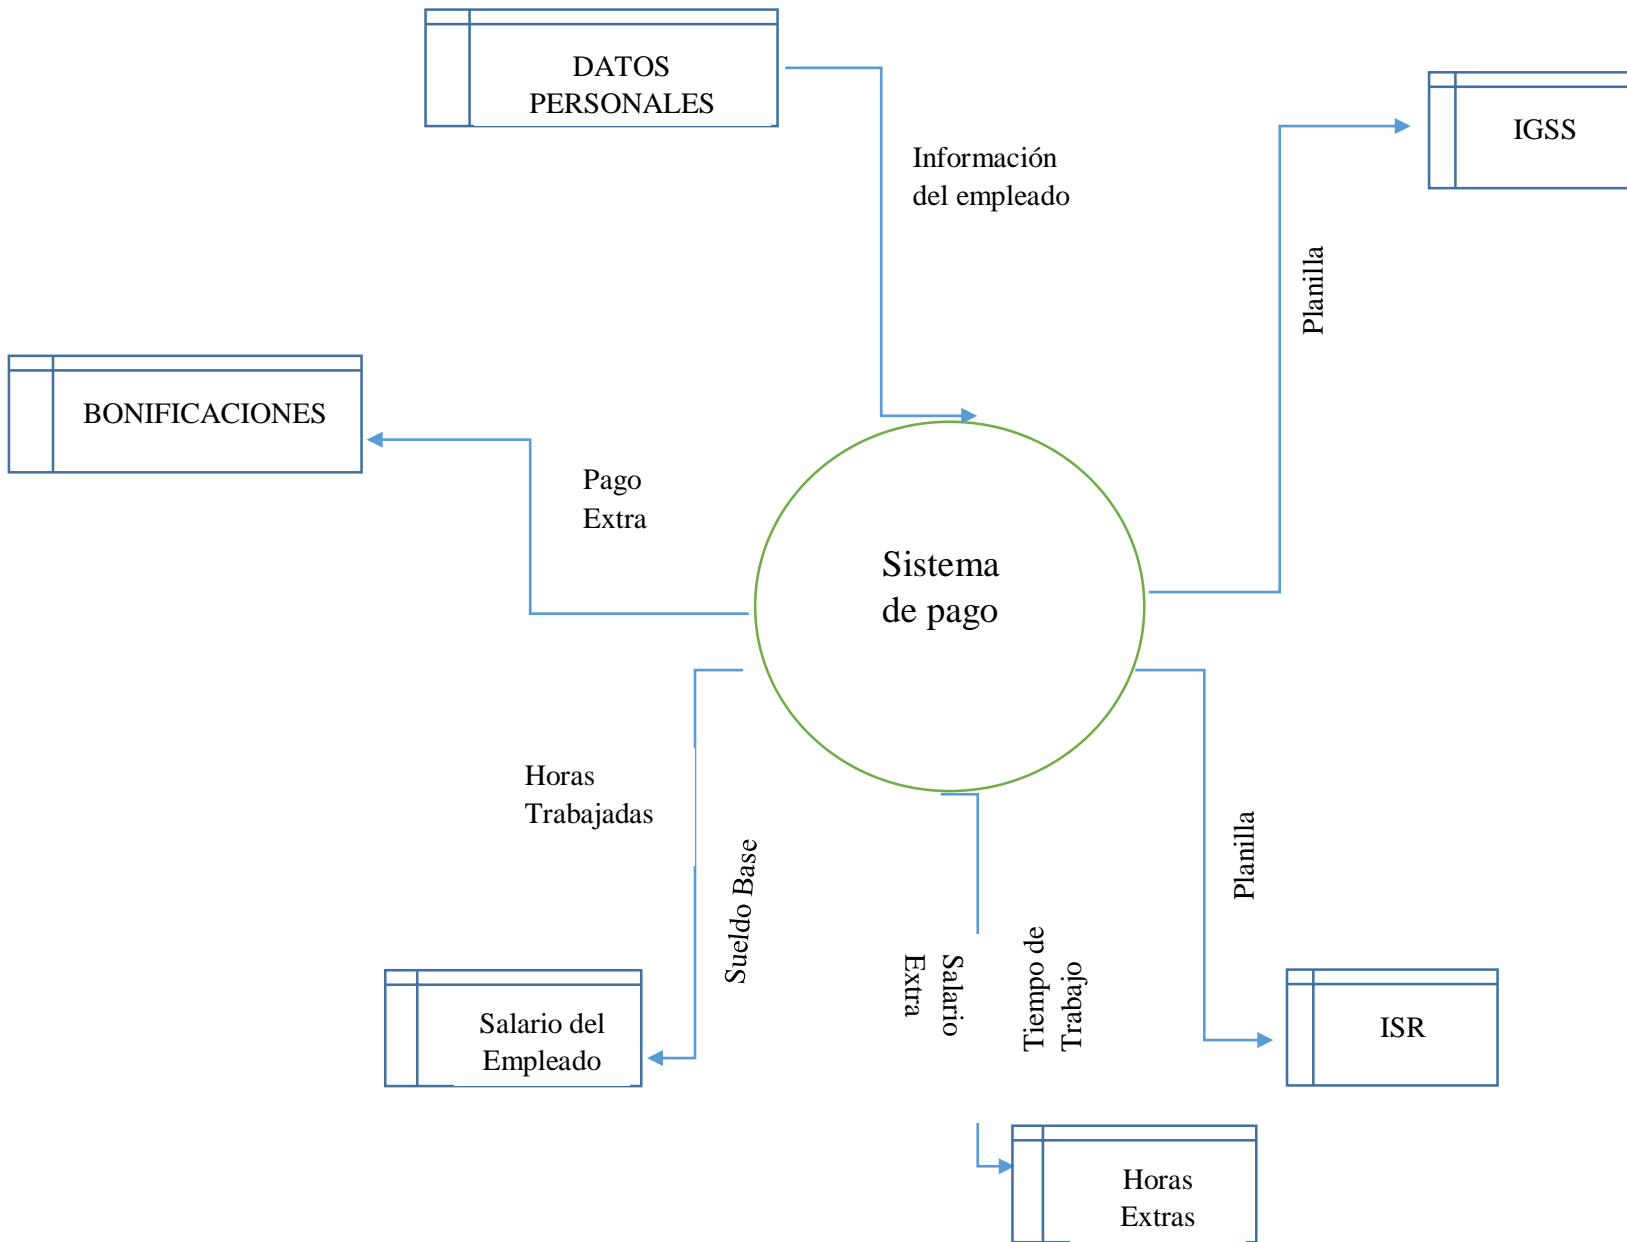 DATOS
PERSONALES
IGSS
Información
del empleado
Planilla
BONIFICACIONES
Pago
Extra
Sistema
de pago
Horas
Trabajadas
Sueldo Base
Salario
Extra
Tiempo de
Trabajo
Planilla
Salario del
Empleado
ISR
Horas
Extras